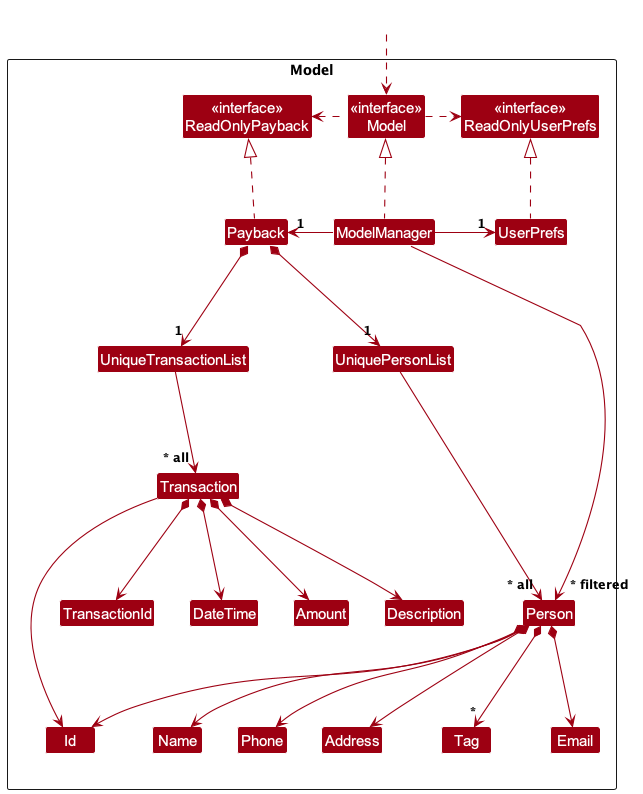 Model
«interface»
ReadOnlyPayback
«interface»
Model
«interface»
ReadOnlyUserPrefs
Payback
1
ModelManager
1
UserPrefs
1
1
UniqueTransactionList
UniquePersonList
* all
Transaction
* all
* filtered
TransactionId
DateTime
Amount
Description
Person
*
Id
Name
Phone
Address
Tag
Email